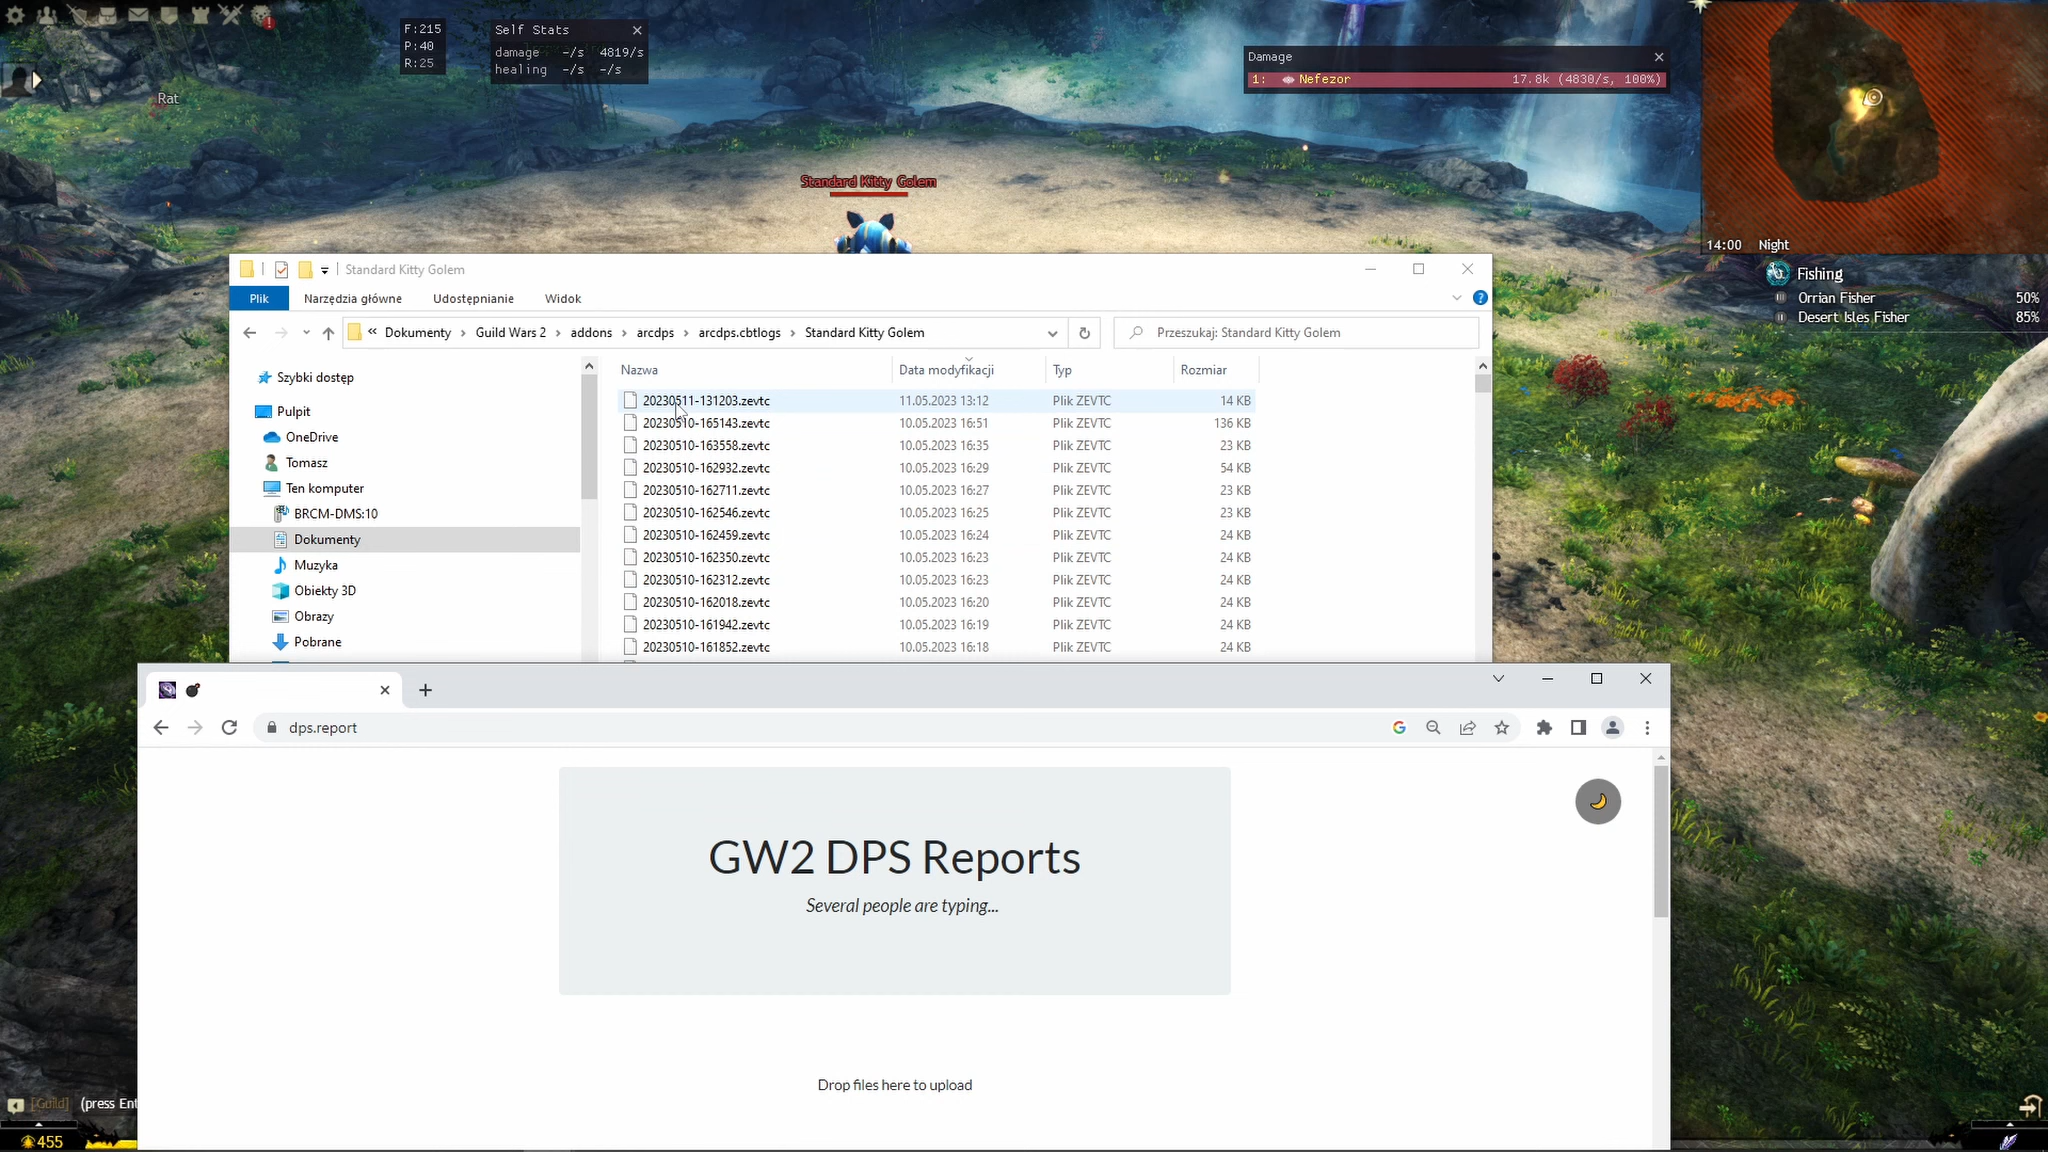 F:215
P:40
R:25
Self Stats
damage -/s 4819/s
healing -/s -/s
Damage
1: Nefezor 17.8k (4830/s, 100%)
Rat
Standard Kitty Golem
14:00 Night
Fishing
Orrian Fisher 50%
Desert Isles Fisher 85%
Standard Kitty Golem
Plik Narzędzia główne Udostępnianie Widok
« Dokumenty > Guild Wars 2 > addons > arcdps > arcdps.cbtlogs > Standard Kitty Golem
Przeszukaj: Standard Kitty Golem
Szybki dostęp
Pulpit
OneDrive
Tomasz
Ten komputer
BRCM-DMS:10
Dokumenty
Muzyka
Obiekty 3D
Obrazy
Pobrane
Nazwa Data modyfikacji Typ Rozmiar
20230511-131203.zevtc 11.05.2023 13:12 Plik ZEVTC 14 KB
20230510-165143.zevtc 10.05.2023 16:51 Plik ZEVTC 136 KB
20230510-163558.zevtc 10.05.2023 16:35 Plik ZEVTC 23 KB
20230510-162932.zevtc 10.05.2023 16:29 Plik ZEVTC 54 KB
20230510-162711.zevtc 10.05.2023 16:27 Plik ZEVTC 23 KB
20230510-162546.zevtc 10.05.2023 16:25 Plik ZEVTC 23 KB
20230510-162459.zevtc 10.05.2023 16:24 Plik ZEVTC 24 KB
20230510-162350.zevtc 10.05.2023 16:23 Plik ZEVTC 24 KB
20230510-162312.zevtc 10.05.2023 16:23 Plik ZEVTC 24 KB
20230510-162018.zevtc 10.05.2023 16:20 Plik ZEVTC 24 KB
20230510-161942.zevtc 10.05.2023 16:19 Plik ZEVTC 24 KB
20230510-161852.zevtc 10.05.2023 16:18 Plik ZEVTC 24 KB
dps.report
GW2 DPS Reports
Several people are typing...
Drop files here to upload
[Guild] (press Ent
455